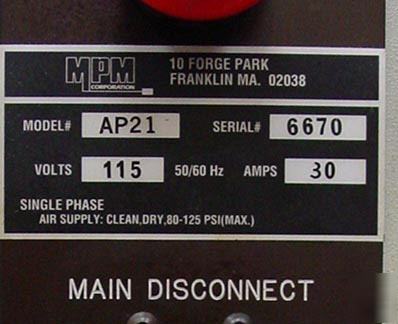 MPM
CORPORATION
10 FORGE PARK
FRANKLIN MA. 02038
MODEL# AP21 SERIAL# 6670
VOLTS 115 50/60 Hz AMPS 30
SINGLE PHASE
AIR SUPPLY: CLEAN,DRY,80-125 PSI(MAX.)
MAIN DISCONNECT